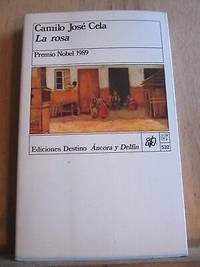 Camilo José Cela
La rosa
Premio Nobel 1989
Ediciones Destino Áncora y Delfín
532